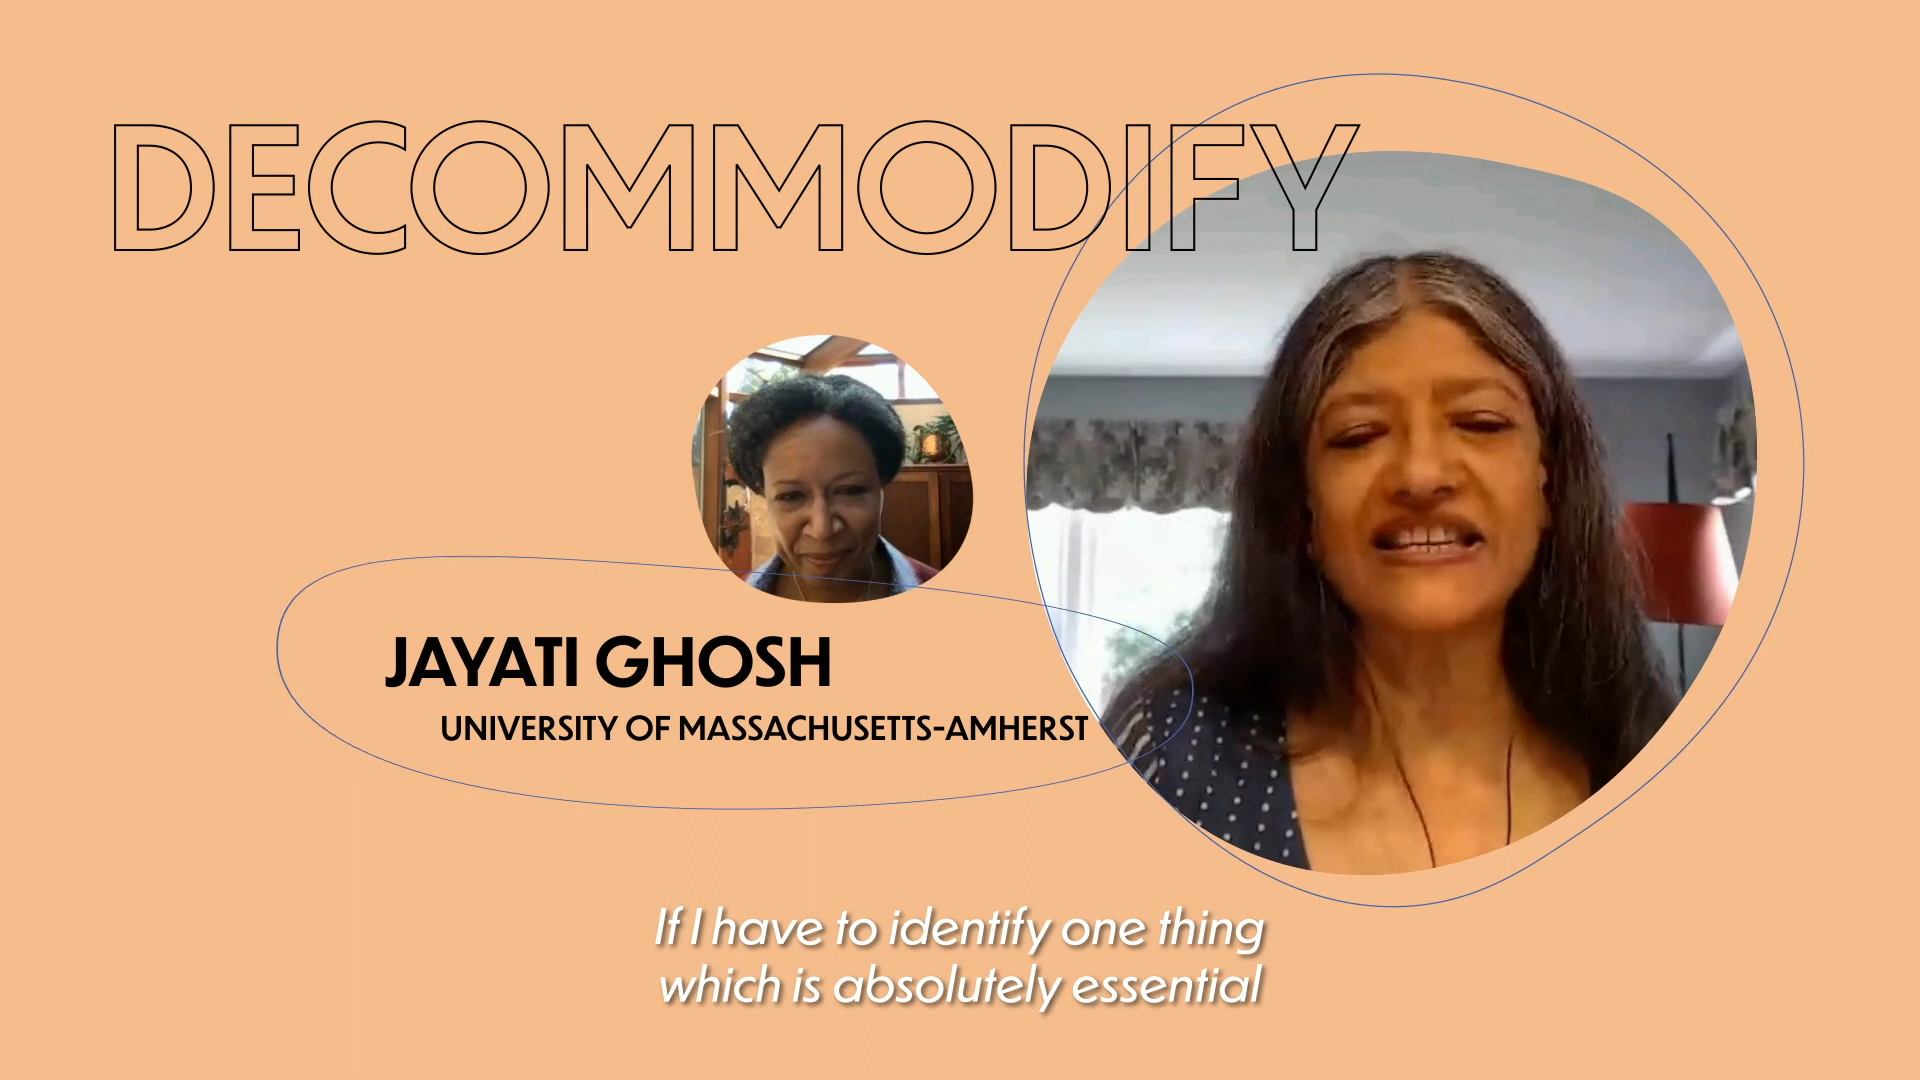 DECOMMODIFY
JAYATI GHOSH
UNIVERSITY OF MASSACHUSETTS-AMHERST
If I have to identify one thing
which is absolutely essential